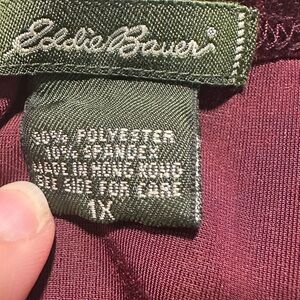 Eddie Bauer
90% POLYESTER
10% SPANDEX
MADE IN HONG KONG
SEE SIDE FOR CARE
1X